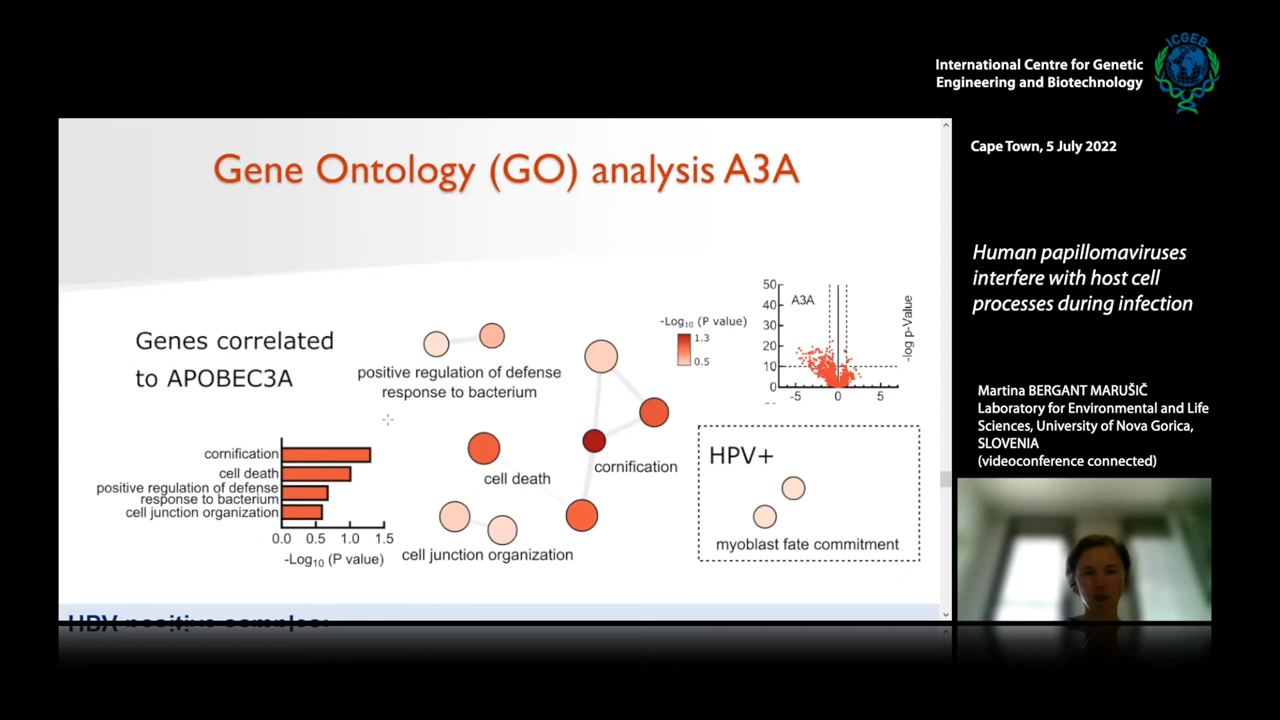 International Centre for Genetic
Engineering and Biotechnology
ICGEB
Cape Town, 5 July 2022
Human papillomaviruses
interfere with host cell
processes during infection
Martina BERGANT MARUŠIČ
Laboratory for Environmental and Life
Sciences, University of Nova Gorica,
SLOVENIA
(videoconference connected)
Gene Ontology (GO) analysis A3A
Genes correlated
to APOBEC3A
cornification
cell death
positive regulation of defense
response to bacterium
cell junction organization
0.0 0.5 1.0 1.5
-Log₁₀ (P value)
positive regulation of defense
response to bacterium
cell death
cornification
cell junction organization
-Log₁₀ (P value)
1.3
0.5
50
40
30
20
10
0
A3A
-5 0 5
-log p-Value
HPV+
myoblast fate commitment
HPV positive samples: